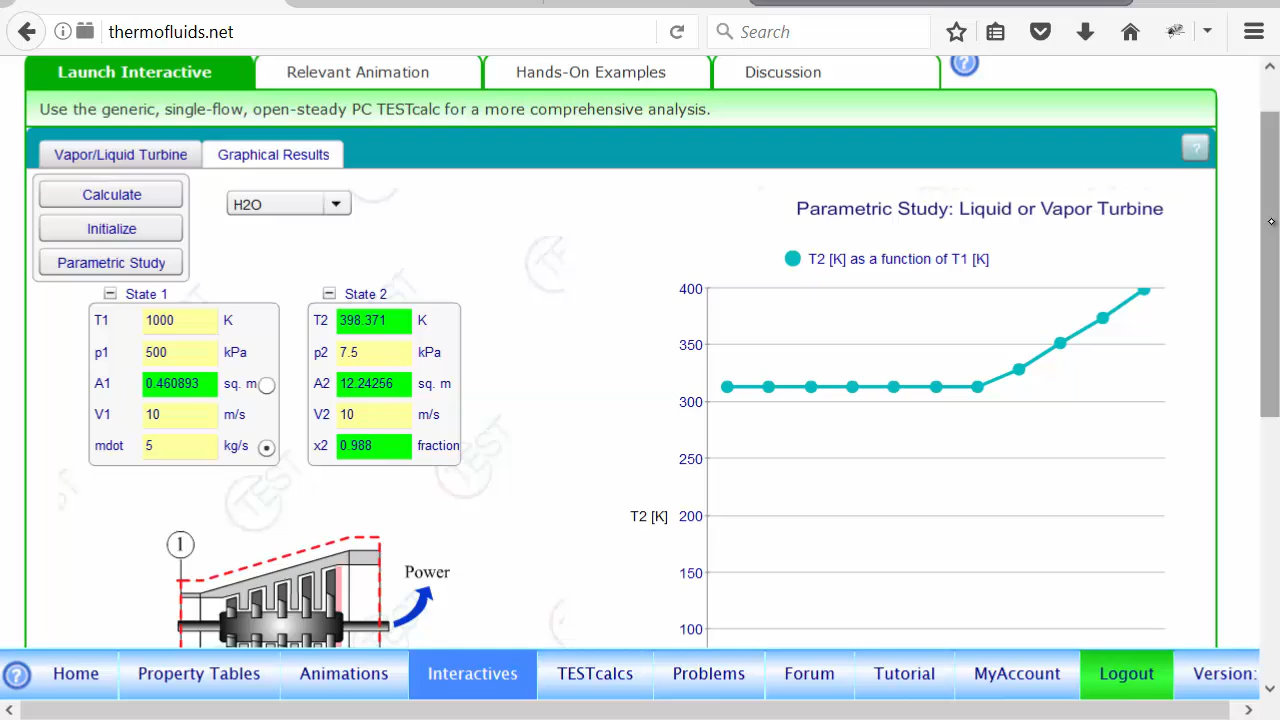 thermofluids.net
Search
Launch Interactive
Relevant Animation
Hands-On Examples
Discussion
?
Use the generic, single-flow, open-steady PC TESTcalc for a more comprehensive analysis.
Vapor/Liquid Turbine
Graphical Results
?
Calculate
Initialize
Parametric Study
H2O
State 1
T1 1000 K
p1 500 kPa
A1 0.460893 sq. m
V1 10 m/s
mdot 5 kg/s
State 2
T2 398.371 K
p2 7.5 kPa
A2 12.24256 sq. m
V2 10 m/s
x2 0.988 fraction
TEST
TEST
TEST
1
Power
Parametric Study: Liquid or Vapor Turbine
T2 [K] as a function of T1 [K]
400
350
300
250
T2 [K] 200
150
100
?
Home
Property Tables
Animations
Interactives
TESTcalcs
Problems
Forum
Tutorial
MyAccount
Logout
Version: